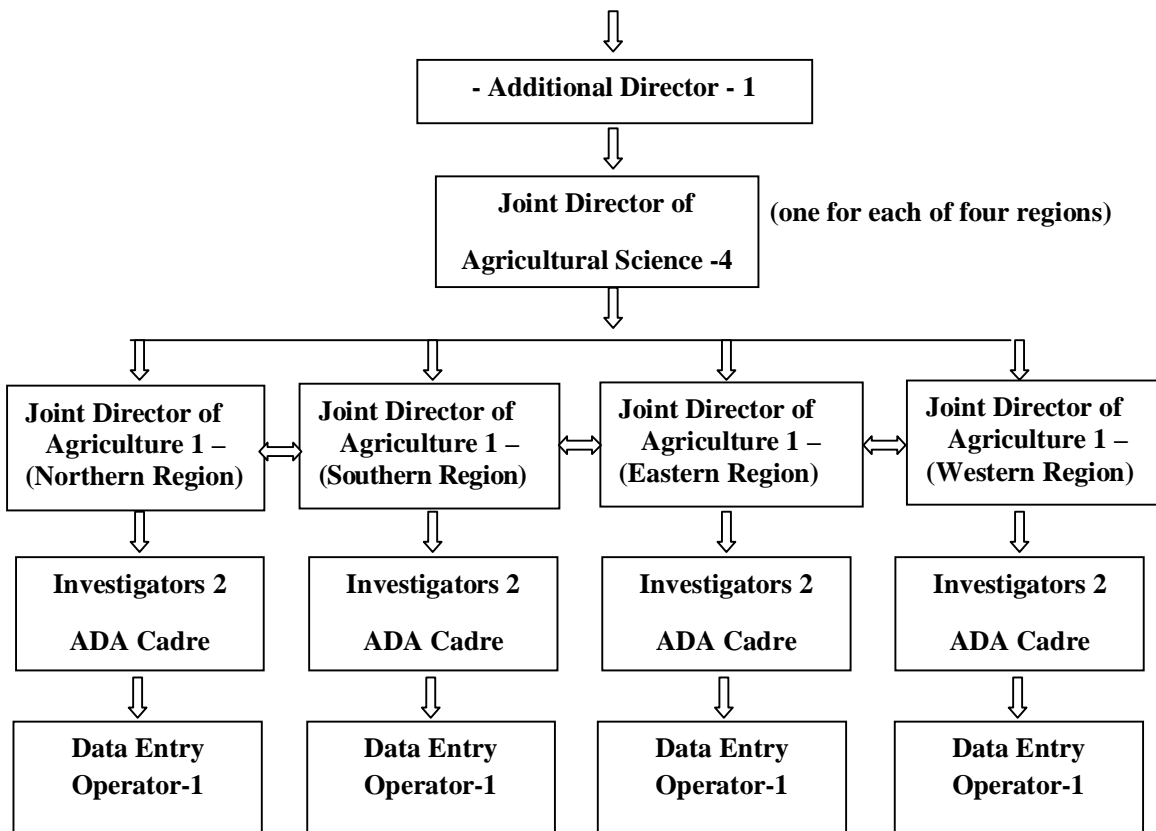 - Additional Director - 1
Joint Director of
Agricultural Science -4
(one for each of four regions)
Joint Director of
Agriculture 1 –
(Northern Region)
Joint Director of
Agriculture 1 –
(Southern Region)
Joint Director of
Agriculture 1 –
(Eastern Region)
Joint Director of
Agriculture 1 –
(Western Region)
Investigators 2
ADA Cadre
Investigators 2
ADA Cadre
Investigators 2
ADA Cadre
Investigators 2
ADA Cadre
Data Entry
Operator-1
Data Entry
Operator-1
Data Entry
Operator-1
Data Entry
Operator-1